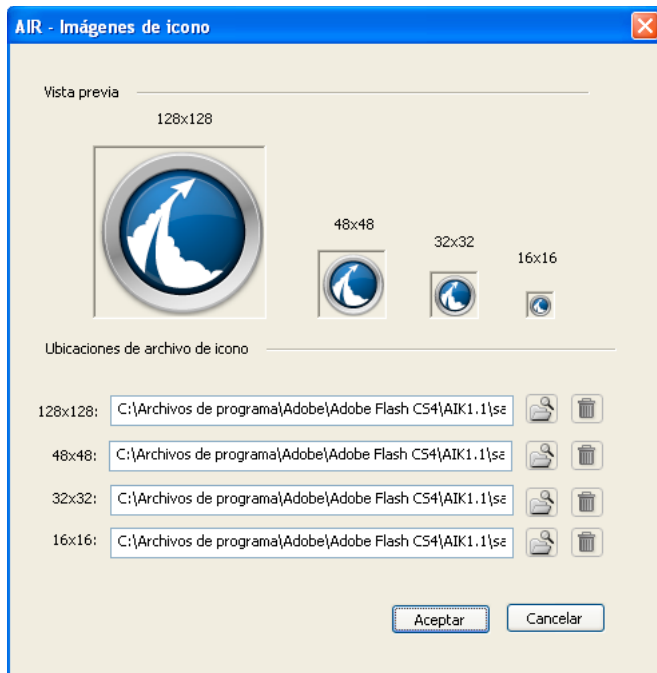 AIR - Imágenes de icono
Vista previa
128x128
48x48
32x32
16x16
Ubicaciones de archivo de icono
128x128: C:\Archivos de programa\Adobe\Adobe Flash CS4\AIK1.1\sa
48x48: C:\Archivos de programa\Adobe\Adobe Flash CS4\AIK1.1\sa
32x32: C:\Archivos de programa\Adobe\Adobe Flash CS4\AIK1.1\sa
16x16: C:\Archivos de programa\Adobe\Adobe Flash CS4\AIK1.1\sa
Aceptar Cancelar